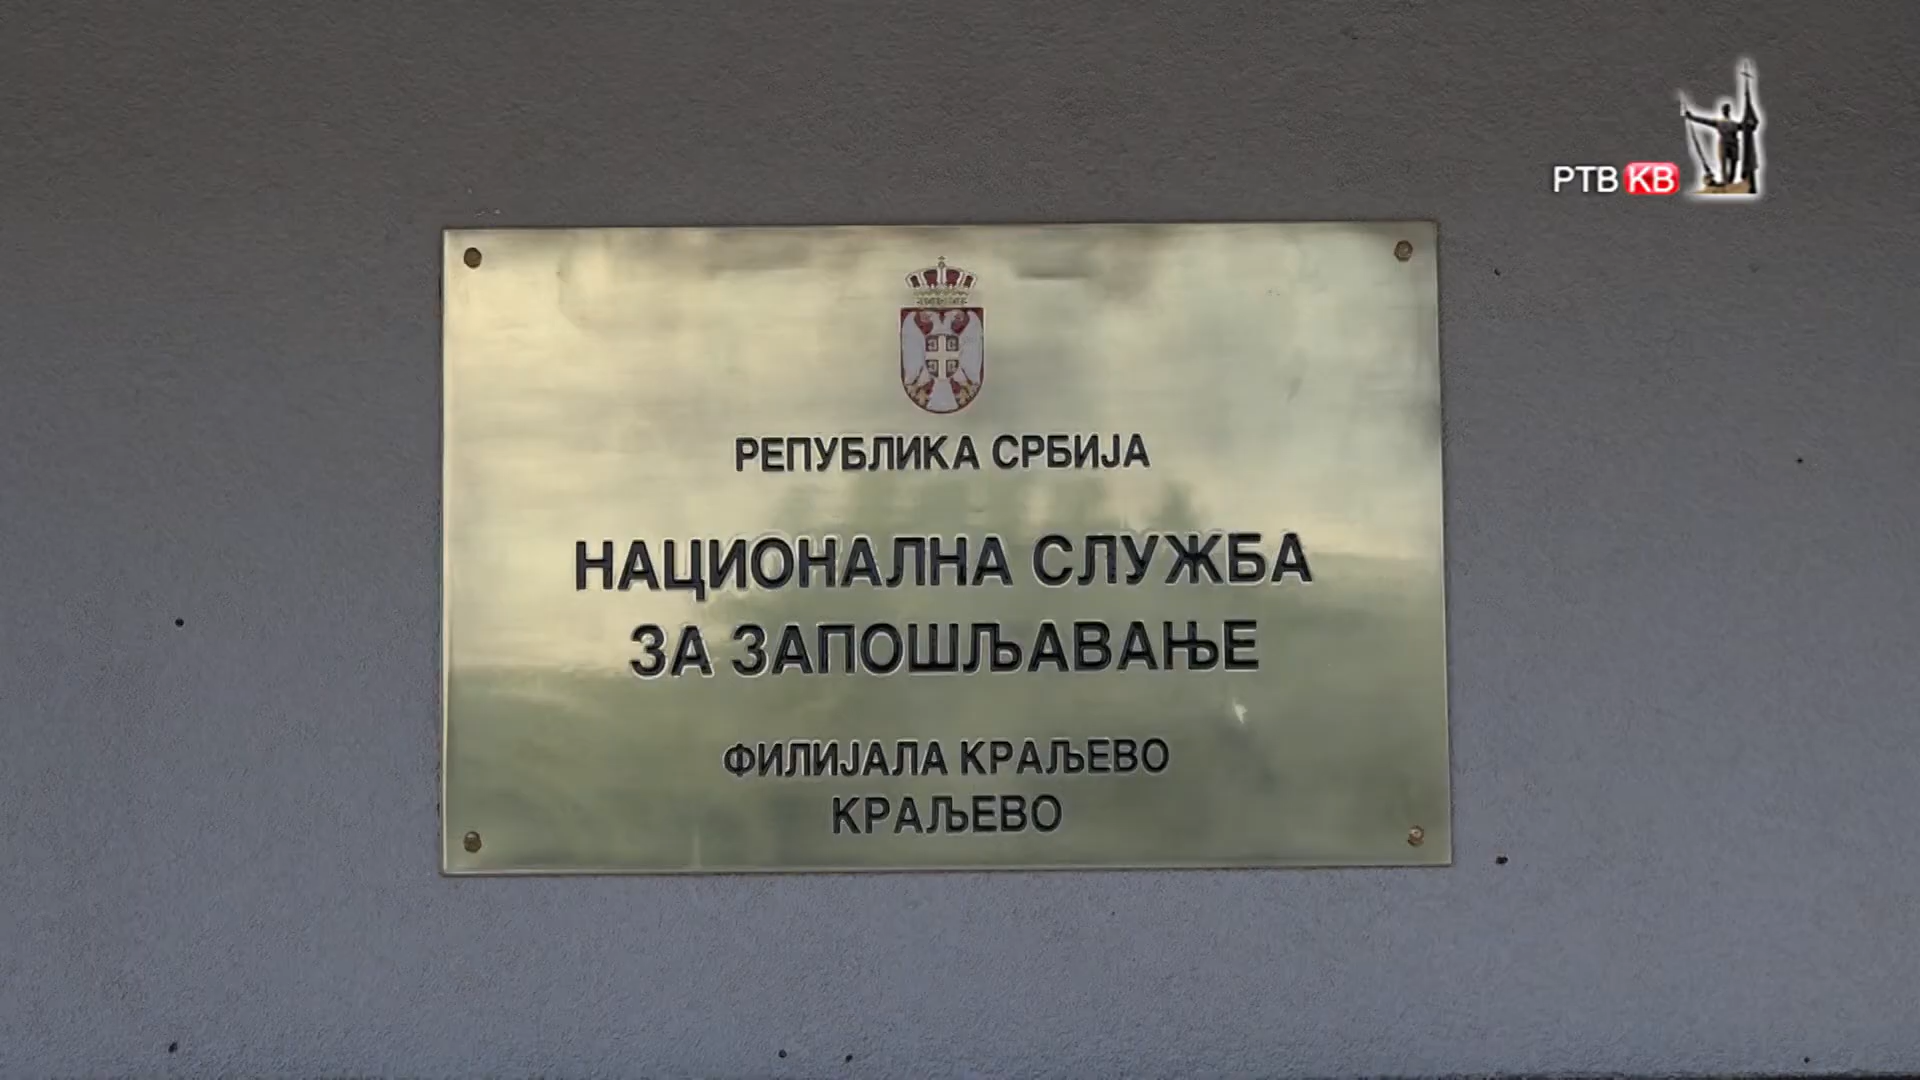 РТВ КВ
РЕПУБЛИКА СРБИЈА
НАЦИОНАЛНА СЛУЖБА
ЗА ЗАПОШЉАВАЊЕ
ФИЛИЈАЛА КРАЉЕВО
КРАЉЕВО